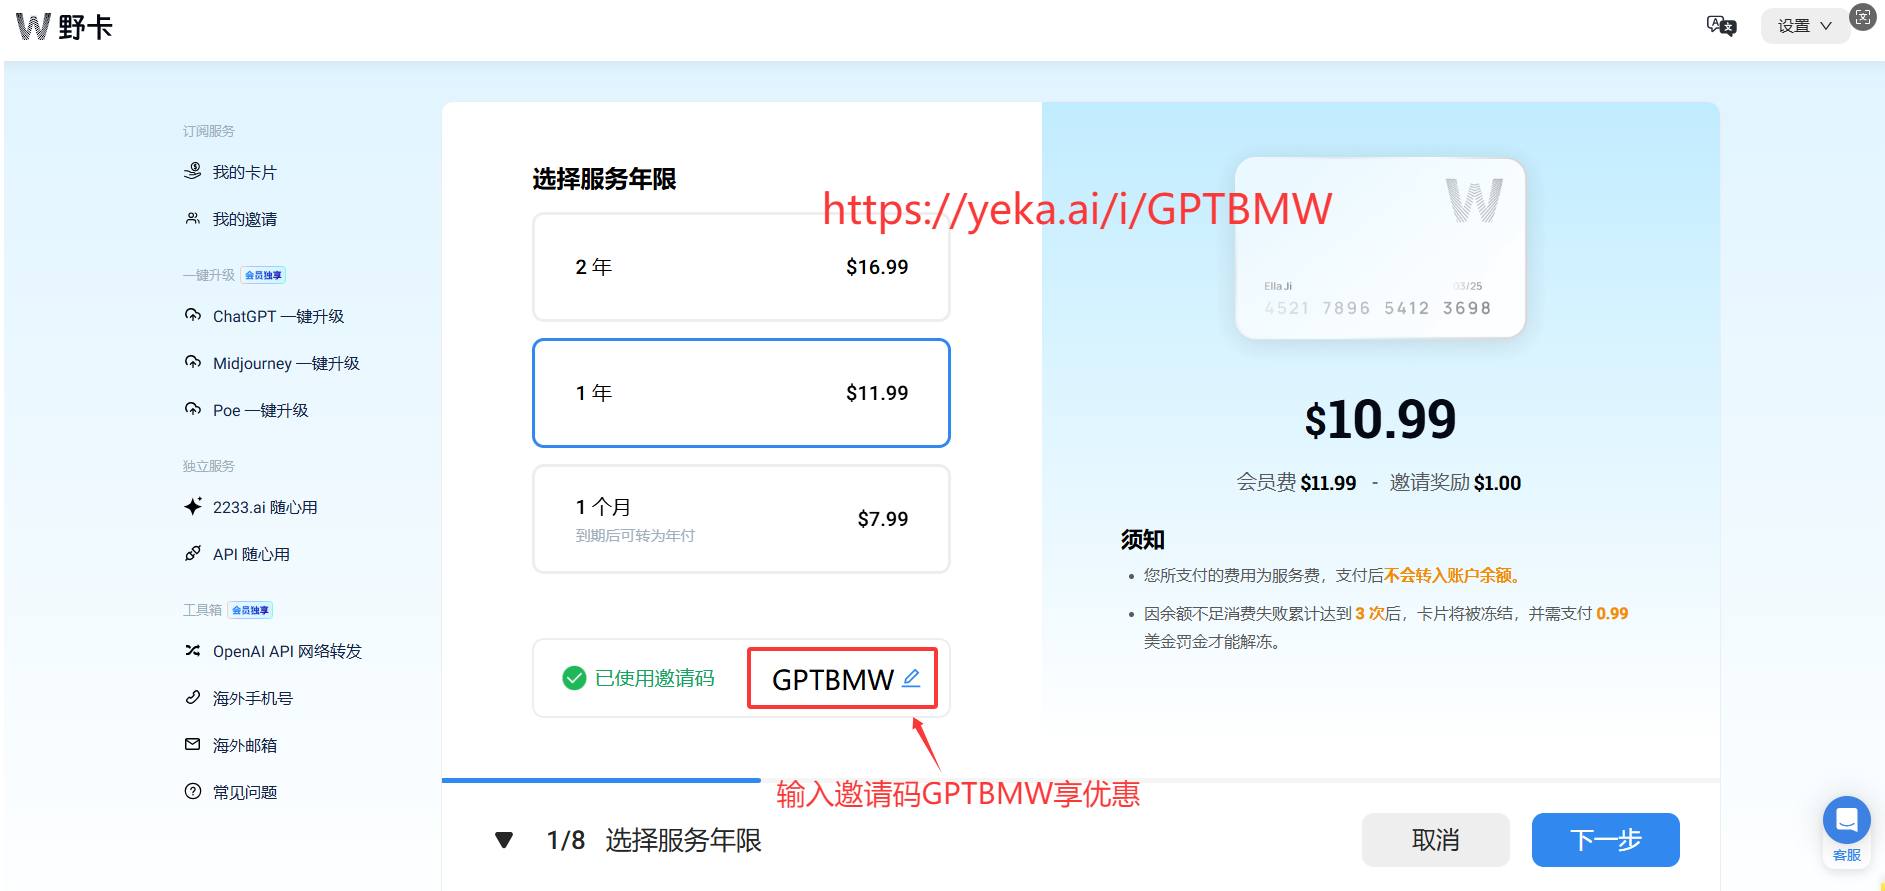 野卡
设置
订阅服务
我的卡片
我的邀请
一键升级 会员独享
ChatGPT 一键升级
Midjourney 一键升级
Poe 一键升级
独立服务
2233.ai 随心用
API 随心用
工具箱 会员独享
OpenAI API 网络转发
海外手机号
海外邮箱
常见问题
选择服务年限
https://yeka.ai/i/GPTBMW
2 年 $16.99
1 年 $11.99
1 个月 $7.99
到期后可转为年付
已使用邀请码 GPTBMW
输入邀请码GPTBMW享优惠
W
Ella Ji 03/25
4521 7896 5412 3698
$10.99
会员费 $11.99 - 邀请奖励 $1.00
须知
您所支付的费用为服务费，支付后不会转入账户余额。
因余额不足消费失败累计达到 3 次后，卡片将被冻结，并需支付 0.99
美金罚金才能解冻。
1/8 选择服务年限
取消
下一步
客服